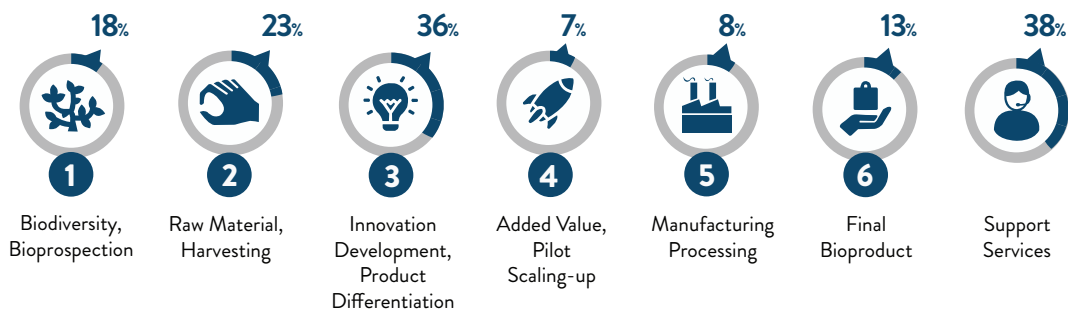 18%
23%
36%
7%
8%
13%
38%
1
2
3
4
5
6
Biodiversity,
Bioprospection
Raw Material,
Harvesting
Innovation
Development,
Product
Differentiation
Added Value,
Pilot
Scaling-up
Manufacturing
Processing
Final
Bioproduct
Support
Services